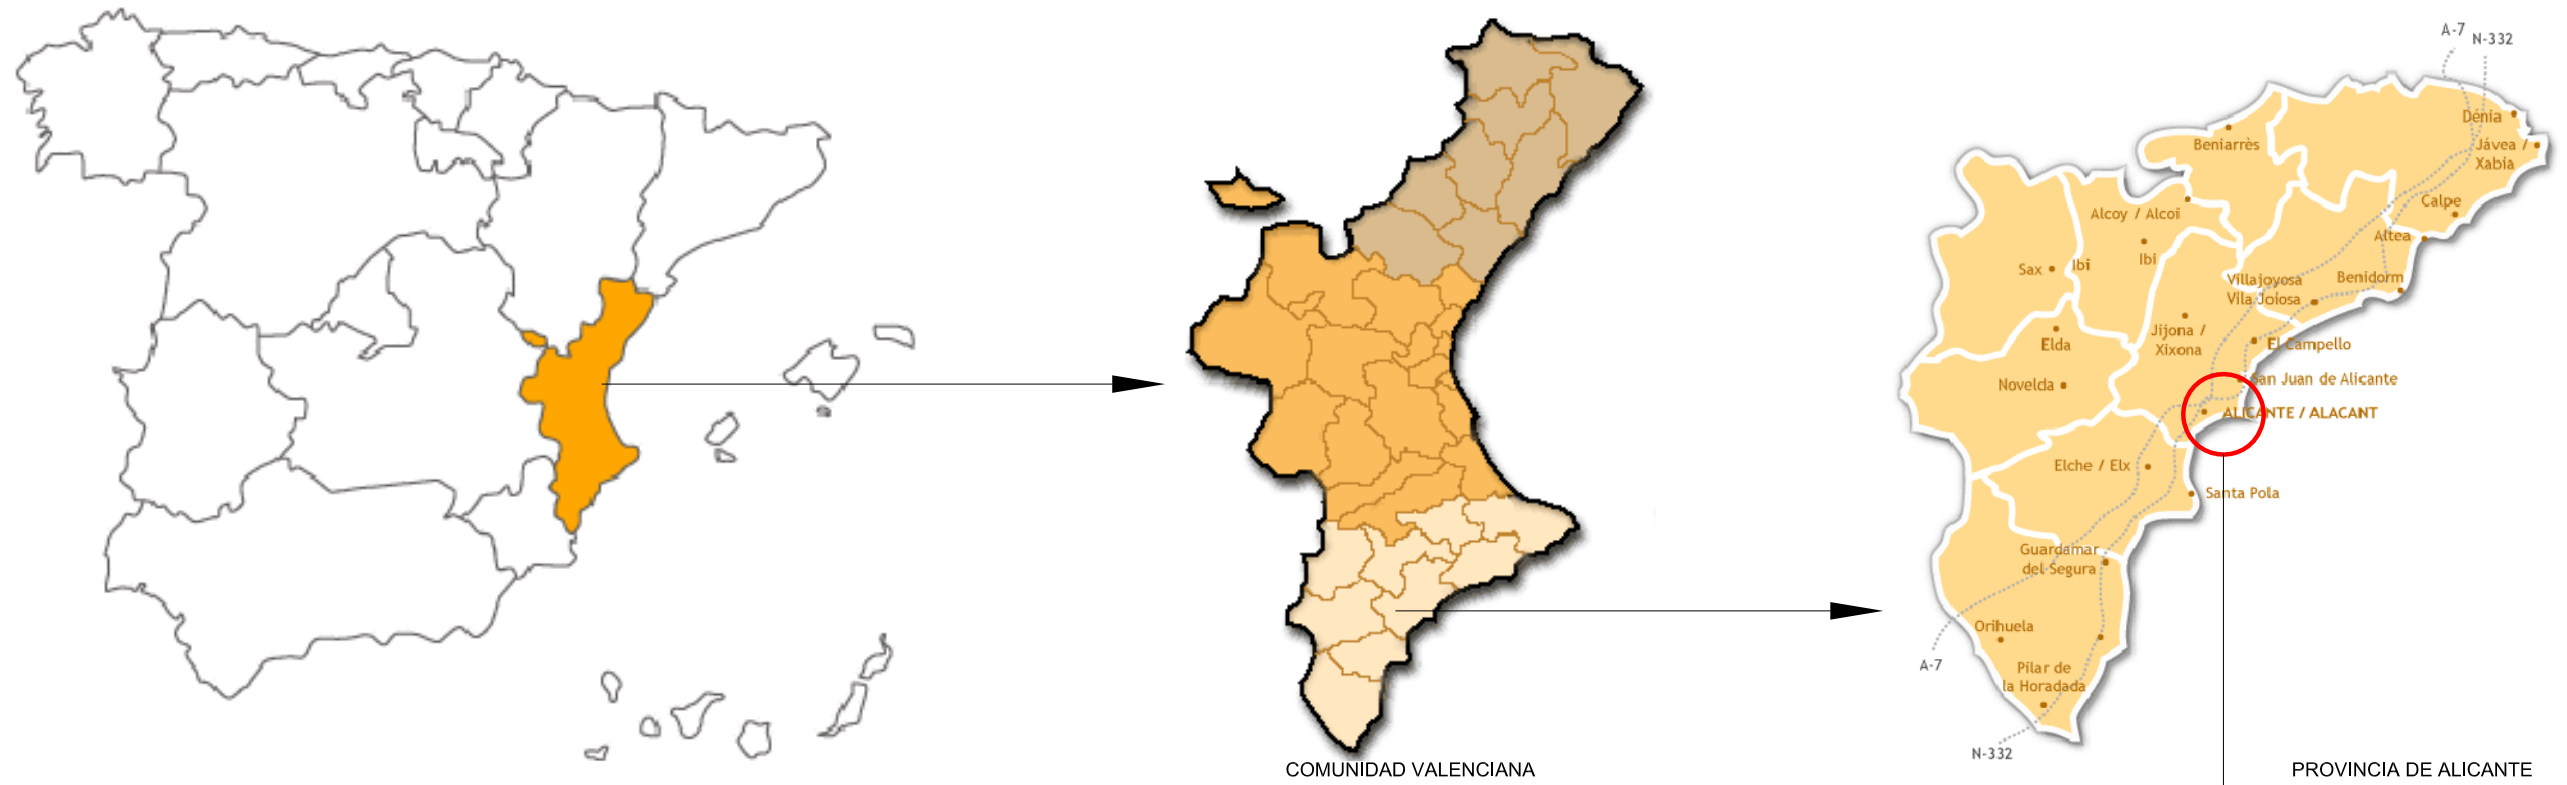 A-7
N-332
Dénia
Jávea /
Xabia
Beniarrès
Calpe
Alcoy / Alcoi
Altea
Ibi
Ibi
Sax
Villajoyosa
Vila Joiosa
Benidorm
Jijona /
Xixona
Elda
El Campello
Novelda
San Juan de Alicante
ALICANTE / ALACANT
Elche / Elx
Santa Pola
Guardamar
del Segura
Orihuela
A-7
Pilar de
la Horadada
N-332
COMUNIDAD VALENCIANA
PROVINCIA DE ALICANTE